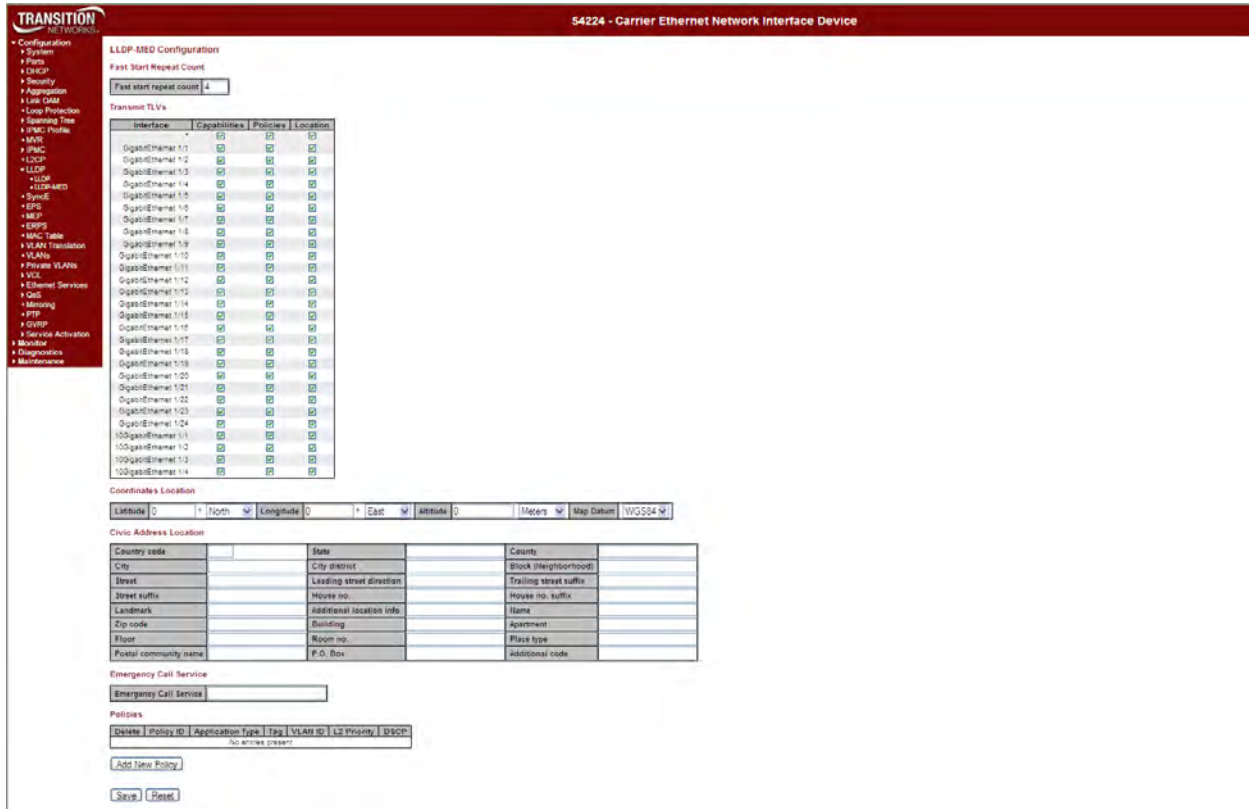 TRANSITION
NETWORKS.
S4224 - Carrier Ethernet Network Interface Device
Configuration
System
Ports
DHCP
Security
Aggregation
Link OAM
Loop Protection
Spanning Tree
IPMC Profile
MVR
IPMC
L2CP
LLDP
LLDP
LLDP-MED
SyncE
EPS
MEP
ERPS
MAC Table
VLAN Translation
VLANs
Private VLANs
VCL
Ethernet Services
QoS
Mirroring
PTP
GVRP
Service Activation
Monitor
Diagnostics
Maintenance
LLDP-MED Configuration
Fast Start Repeat Count
Fast start repeat count 4
Transmit TLVs
Interface Capabilities Policies Location
*
GigabitEthernet 1/1
GigabitEthernet 1/2
GigabitEthernet 1/3
GigabitEthernet 1/4
GigabitEthernet 1/5
GigabitEthernet 1/6
GigabitEthernet 1/7
GigabitEthernet 1/8
GigabitEthernet 1/9
GigabitEthernet 1/10
GigabitEthernet 1/11
GigabitEthernet 1/12
GigabitEthernet 1/13
GigabitEthernet 1/14
GigabitEthernet 1/15
GigabitEthernet 1/16
GigabitEthernet 1/17
GigabitEthernet 1/18
GigabitEthernet 1/19
GigabitEthernet 1/20
GigabitEthernet 1/21
GigabitEthernet 1/22
GigabitEthernet 1/23
GigabitEthernet 1/24
10GigabitEthernet 1/1
10GigabitEthernet 1/2
10GigabitEthernet 1/3
10GigabitEthernet 1/4
Coordinates Location
Latitude 0 ° North Longitude 0 ° East Altitude 0 Meters Map Datum WGS84
Civic Address Location
Country code State County
City City district Block (Neighborhood)
Street Leading street direction Trailing street suffix
Street suffix House no. House no. suffix
Landmark Additional location info Name
Zip code Building Apartment
Floor Room no. Place type
Postal community name P.O. Box Additional code
Emergency Call Service
Emergency Call Service
Policies
Delete Policy ID Application Type Tag VLAN ID L2 Priority DSCP
No entries present
Add New Policy
Save Reset